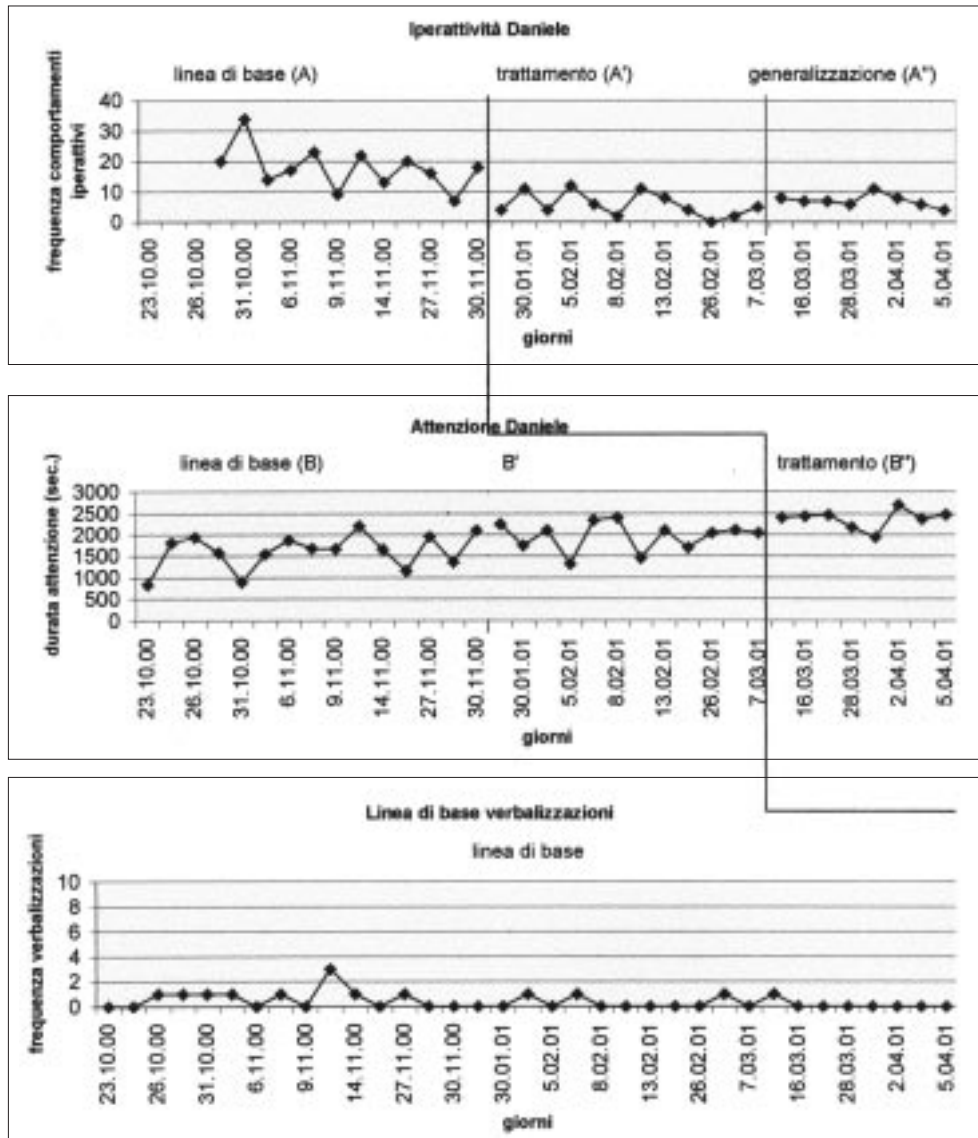 Iperattività Daniele
linea di base (A) trattamento (A') generalizzazione (A'')
frequenza comportamenti
iperattivi
40
30
20
10
0
23.10.00 26.10.00 31.10.00 6.11.00 9.11.00 14.11.00 27.11.00 30.11.00 30.01.01 5.02.01 8.02.01 13.02.01 26.02.01 7.03.01 16.03.01 28.03.01 2.04.01 5.04.01
giorni
Attenzione Daniele
linea di base (B) B' trattamento (B'')
durata attenzione (sec.)
3000
2500
2000
1500
1000
500
0
23.10.00 26.10.00 31.10.00 6.11.00 9.11.00 14.11.00 27.11.00 30.11.00 30.01.01 5.02.01 8.02.01 13.02.01 26.02.01 7.03.01 16.03.01 28.03.01 2.04.01 5.04.01
giorni
Linea di base verbalizzazioni
linea di base
frequenza verbalizzazioni
10
8
6
4
2
0
23.10.00 26.10.00 31.10.00 6.11.00 9.11.00 14.11.00 27.11.00 30.11.00 30.01.01 5.02.01 8.02.01 13.02.01 26.02.01 7.03.01 16.03.01 28.03.01 2.04.01 5.04.01
giorni